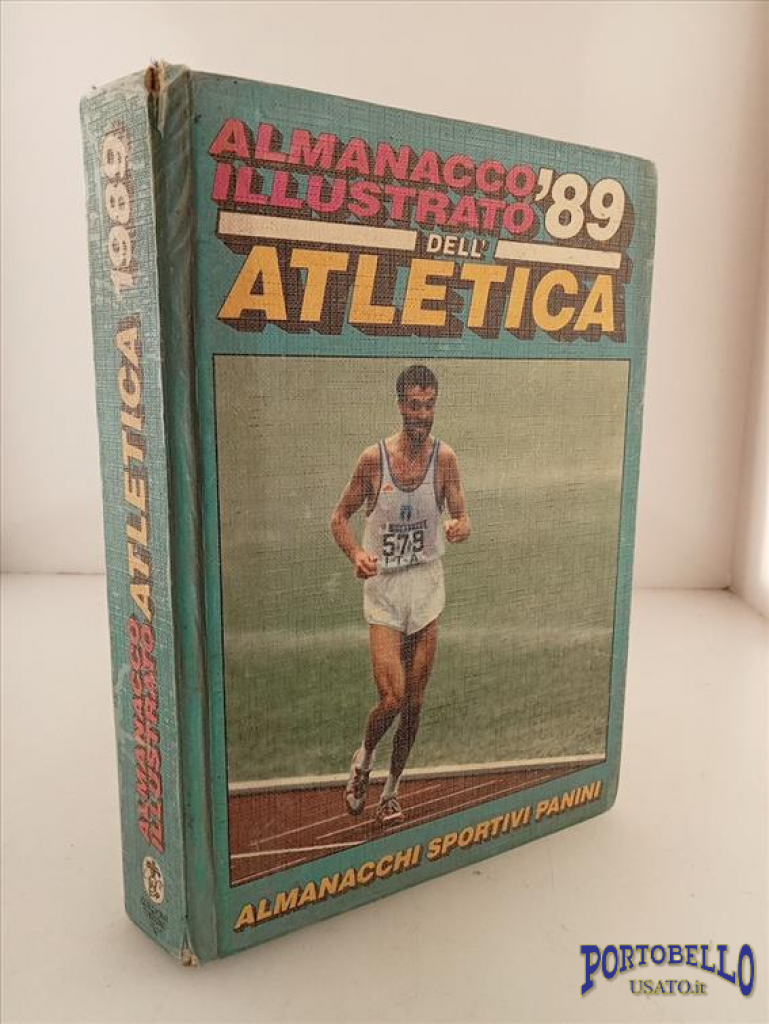 ALMANACCO
ILLUSTRATO
'89
DELL'
ATLETICA
579
ITA
ALMANACCHI SPORTIVI PANINI
ALMANACCO
ILLUSTRATO
ATLETICA 1989
PORTOBELLO
USATO.it